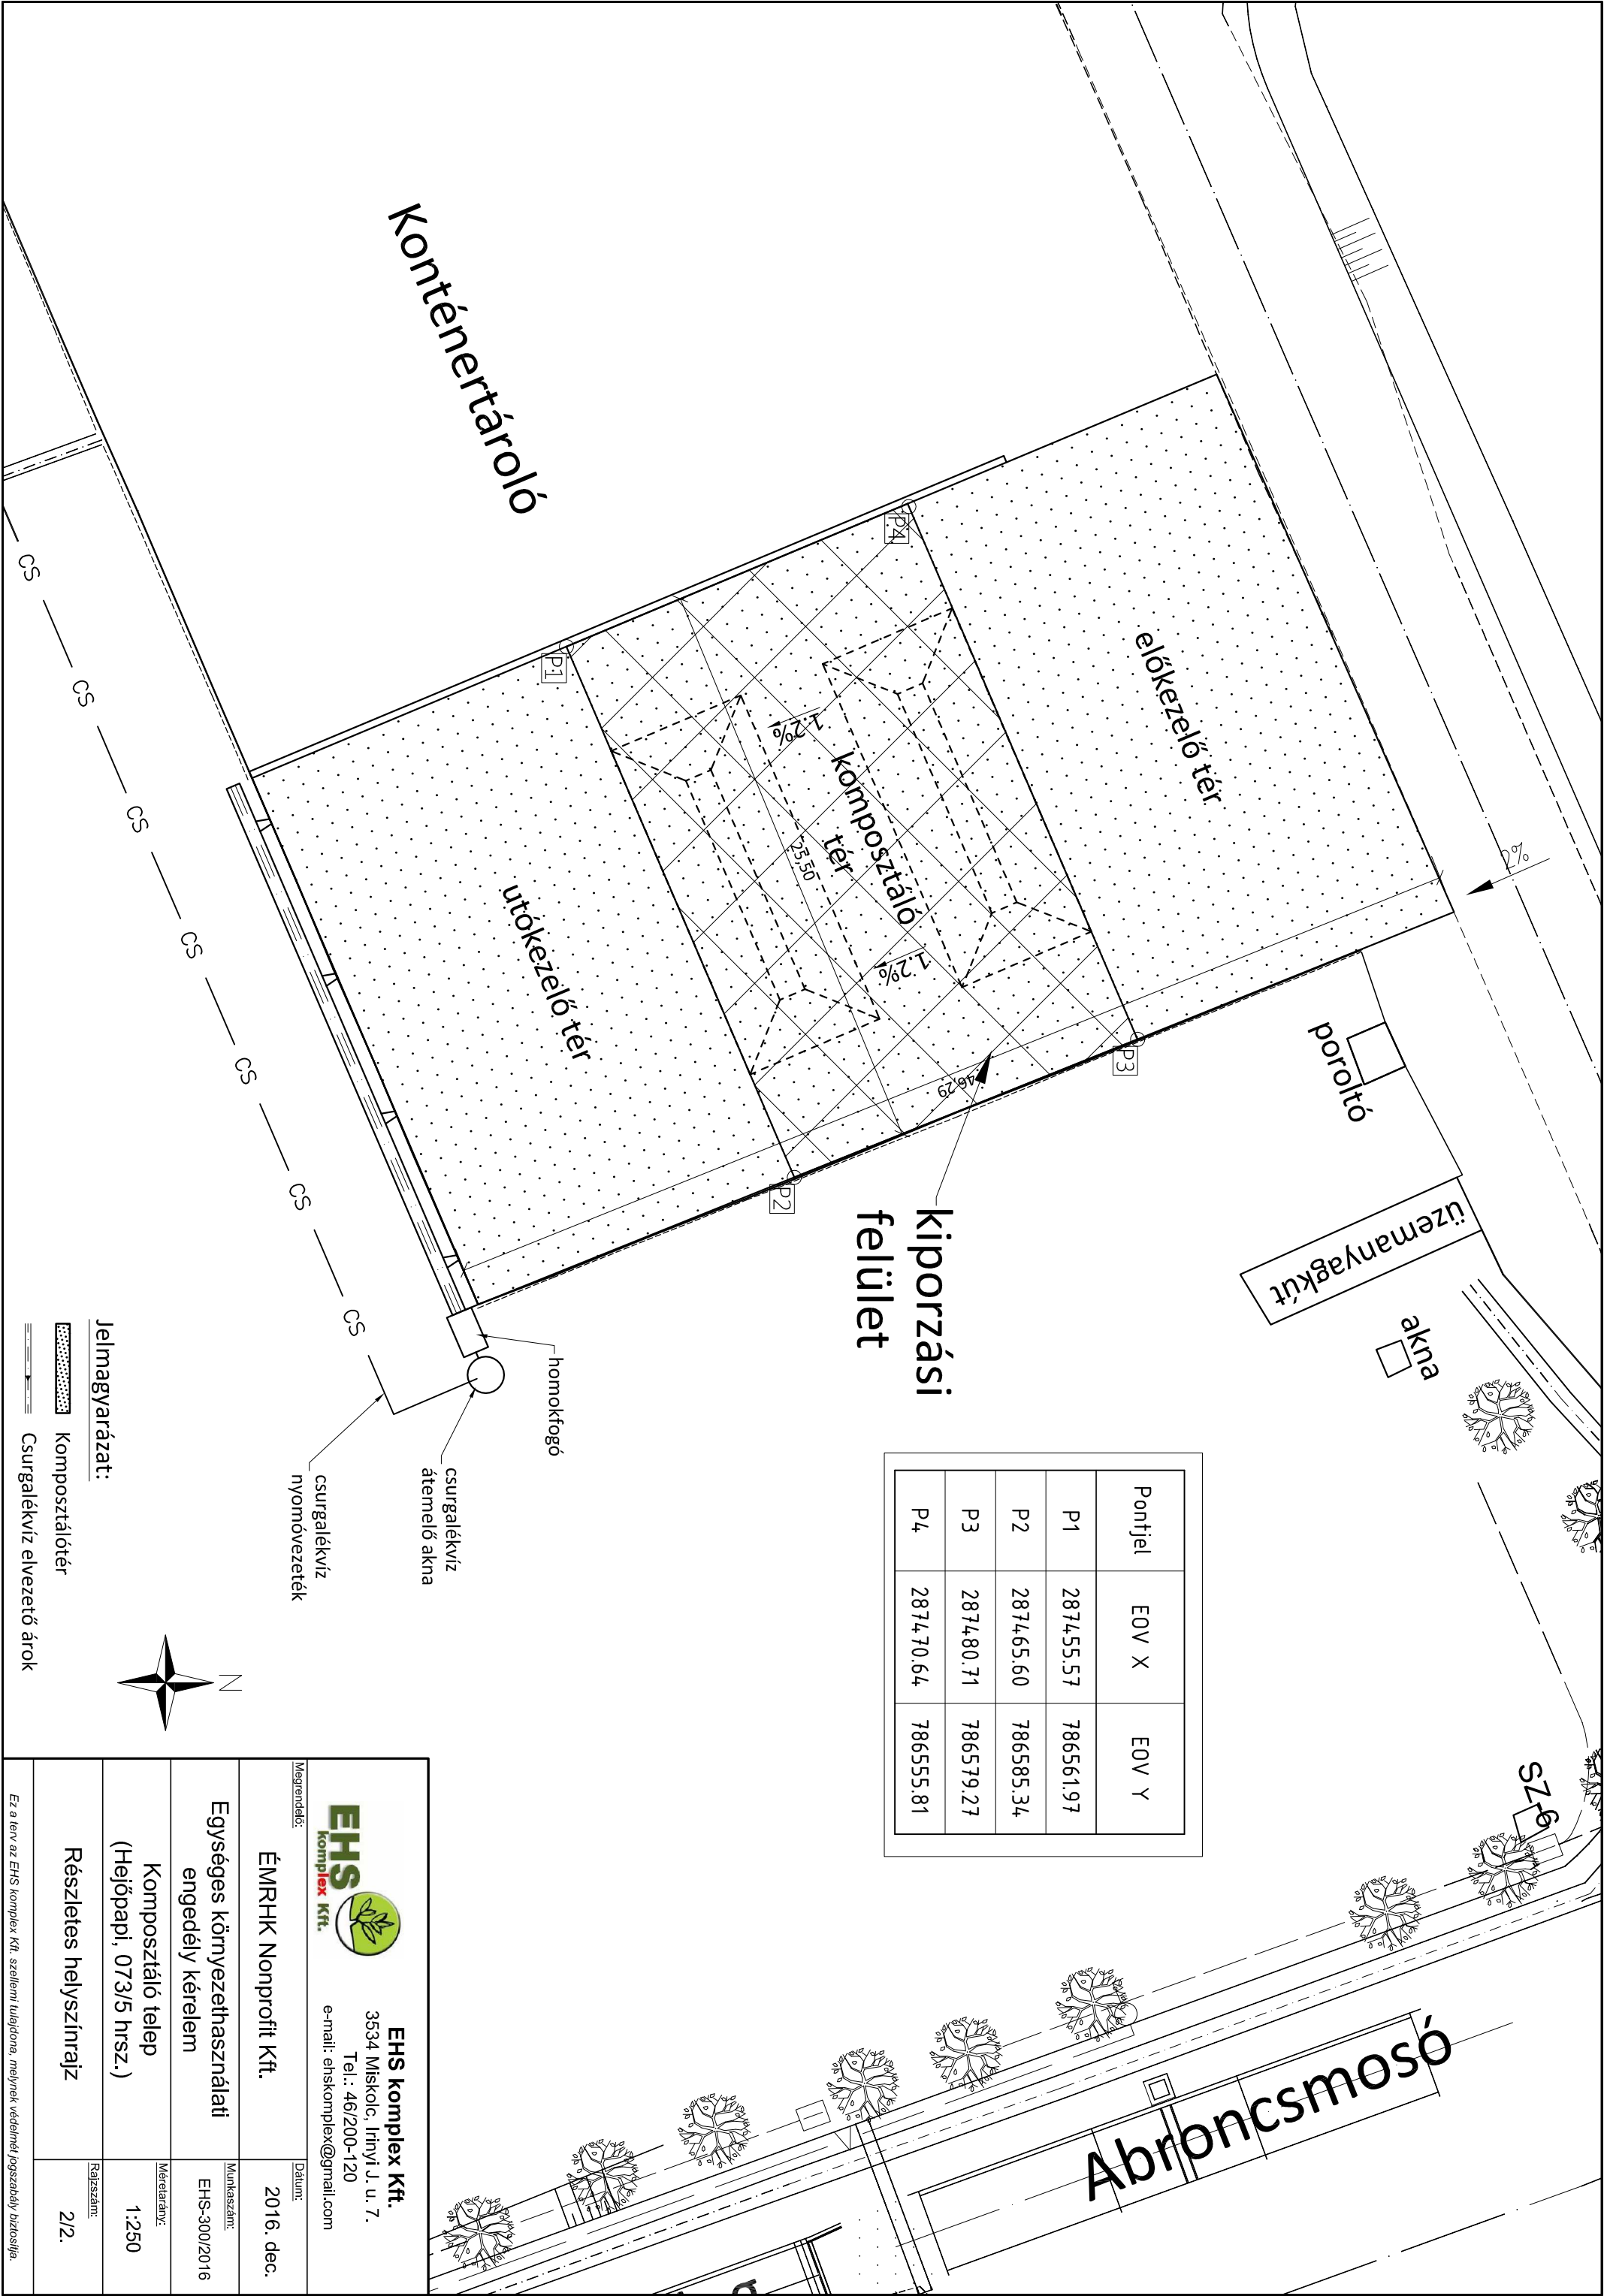 Konténertároló
előkezelő tér
P4
P1
1.2%
komposztáló
tér
25,50
1.2%
utókezelő tér
2%
P3
46,29
P2
poroltó
üzemanyagkút
akna
kiporzási
felület
homokfogó
csurgalékvíz
átemelő akna
csurgalékvíz
nyomóvezeték
CS
CS
CS
CS
CS
CS
CS
Pontjel EOV X EOV Y
P1 287455.57 786561.97
P2 287465.60 786585.34
P3 287480.71 786579.27
P4 287470.64 786555.81
SZ-6
Abroncsmosó
Jelmagyarázat:
Komposztálótér
Csurgalékvíz elvezető árok
N
EHS
komplex Kft.
EHS komplex Kft.
3534 Miskolc, Irinyi J. u. 7.
Tel.: 46/200-120
e-mail: ehskomplex@gmail.com
Megrendelő:
ÉMRHK Nonprofit Kft.
Dátum:
2016. dec.
Egységes környezethasználati
engedély kérelem
Munkaszám:
EHS-300/2016
Komposztáló telep
(Hejőpapi, 073/5 hrsz.)
Méretarány:
1:250
Részletes helyszínrajz
Rajzszám:
2/2.
Ez a terv az EHS komplex Kft. szellemi tulajdona, melynek védelmét jogszabály biztosítja.